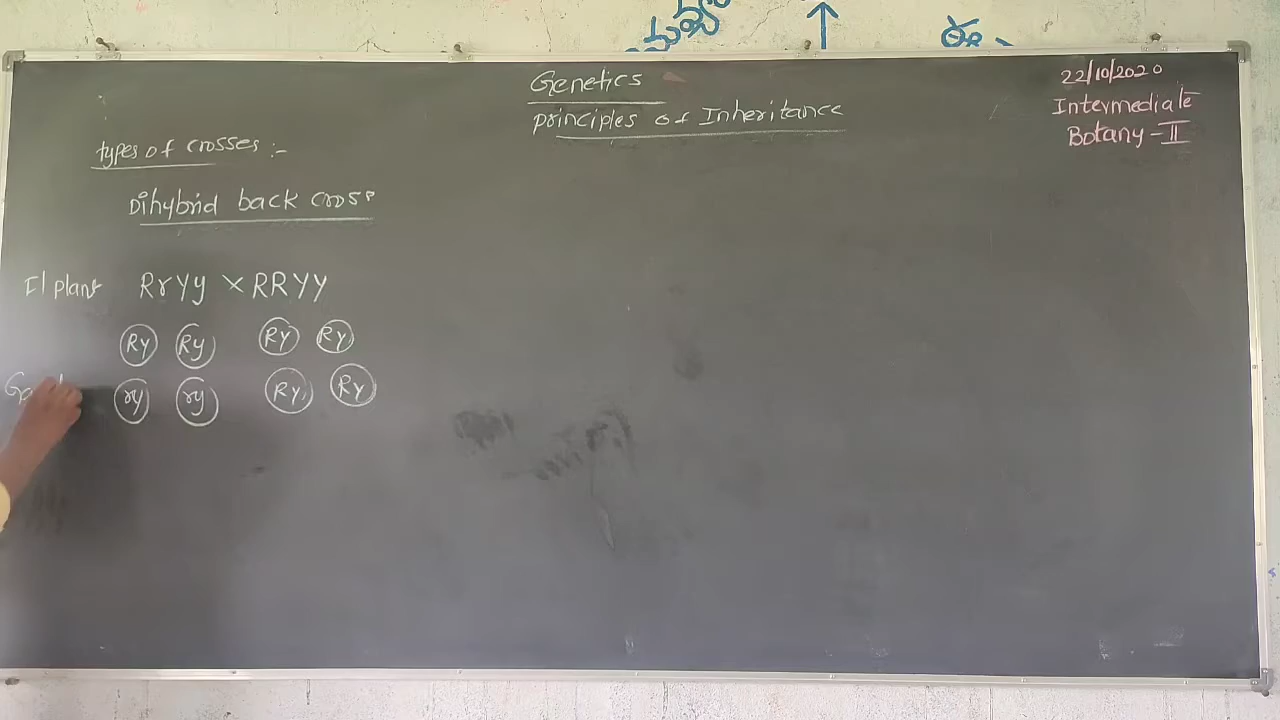 Genetics
principles of Inheritance
22/10/2020
Intermediate
Botany-II
types of crosses :-
Dihybrid back cross
F1 plant RrYy × RRYY
RY Ry RY RY
rY ry RY RY